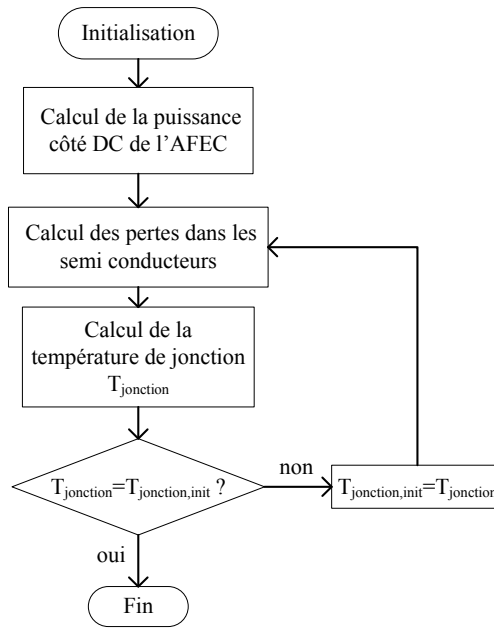 Initialisation
Calcul de la puissance
côté DC de l'AFEC
Calcul des pertes dans les
semi conducteurs
Calcul de la
température de jonction
Tjonction
Tjonction=Tjonction,init ?
non
Tjonction,init=Tjonction
oui
Fin